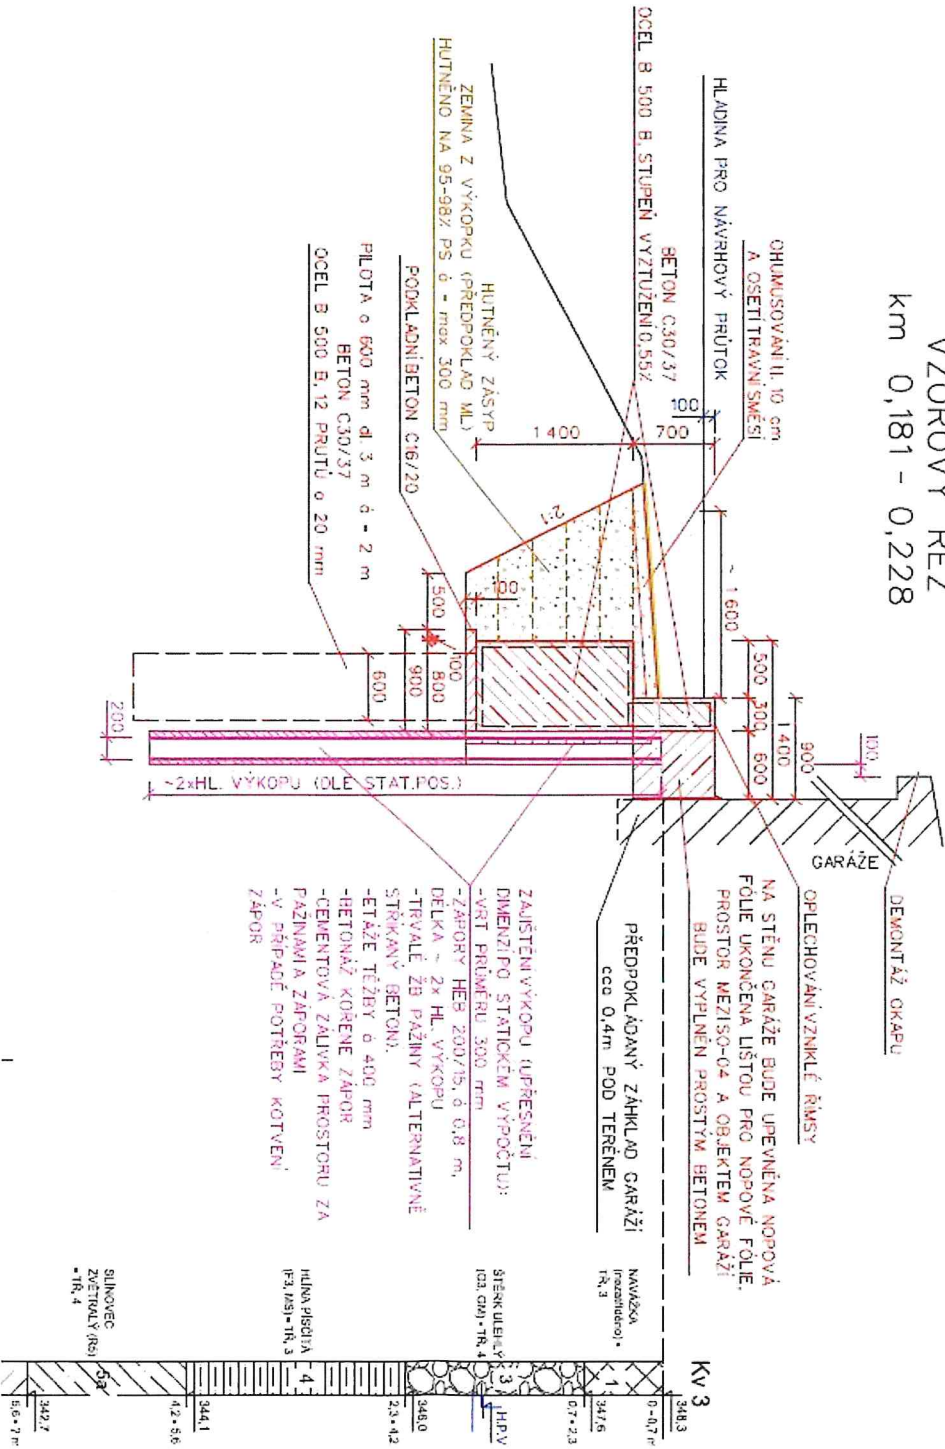 VZOROVÝ ŘEZ
km 0,181 - 0,228
OHUMUSOVÁNÍ tl. 10 cm
A OSETÍ TRAVNÍ SMĚSÍ
HLADINA PRO NÁVRHOVÝ PRŮTOK
BETON C30/37
OCEL B 500 B, STUPEŇ VYZTUŽENÍ 0,55%
HUTNĚNÝ ZÁSYP
ZEMINA Z VÝKOPKU (PŘEDPOKLAD ML)
HUTNĚNO NA 95-98% PS á - max 300 mm
PODKLADNÍ BETON C16/20
PILOTA o 600 mm dl. 3 m á - 2 m
BETON C30/37
OCEL B 500 B, 12 PRUTŮ o 20 mm
100
700
1400
~ 1600
2:1
100
500
100
800
900
600
200
500
300
600
1400
900
100
~2xHL. VÝKOPU (DLE STAT.POS.)
GARÁŽE
DEMONTÁŽ OKAPU
OPLECHOVÁNÍ VZNIKLÉ ŘÍMSY
NA STĚNU GARÁŽE BUDE UPEVNĚNA NOPOVÁ
FÓLIE UKONČENA LIŠTOU PRO NOPOVÉ FÓLIE.
PROSTOR MEZI SO-04 A OBJEKTEM GARÁŽÍ
BUDE VYPLNĚN PROSTÝM BETONEM
PŘEDPOKLÁDANÝ ZÁHKLAD GARÁŽÍ
cca 0,4m POD TERÉNEM
ZAJIŠTĚNÍ VÝKOPU (UPŘESNĚNÍ
DIMENZÍ PO STATICKÉM VÝPOČTU):
-VRT PRŮMĚRU 300 mm
-ZÁPORY HEB 200/15, á 0,8 m,
DÉLKA ~ 2x HL. VÝKOPU
-TRVALÉ ŽB PAŽINY (ALTERNATIVNĚ
STŘÍKANÝ BETON).
-ETÁŽE TĚŽBY á 400 mm
-BETONÁŽ KOŘENE ZÁPOR
-CEMENTOVÁ ZÁLIVKA PROSTORU ZA
PAŽINAMI A ZÁPORAMI
-V PŘÍPADĚ POTŘEBY KOTVENÍ
ZÁPOR
Kv 3
NAVÁŽKA
(nezatříděno) -
TŘ. 3
ŠTĚRK ULEHLÝ
(G3, GM) - TŘ. 4
HLÍNA PÍSČITÁ
(F3, MS) - TŘ. 3
SLÍNOVEC
ZVĚTRALÝ (R6)
- TŘ. 4
1
3
4
5a
348,3
0 - 0,7 m
347,6
0,7 - 2,3
H.P.V
346,0
2,3 - 4,2
344,1
4,2 - 5,6
342,7
5,6 - 7 m